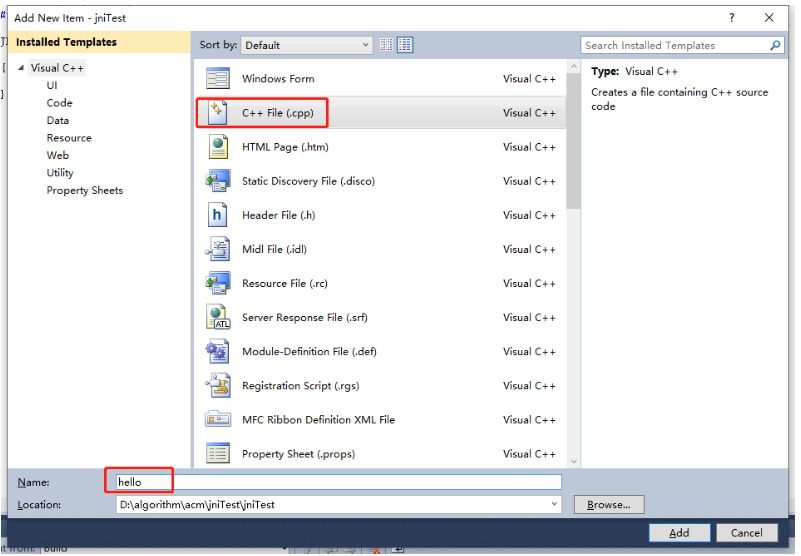 Add New Item - jniTest
Installed Templates
Sort by: Default
Search Installed Templates
Visual C++
UI
Code
Data
Resource
Web
Utility
Property Sheets
Windows Form Visual C++
C++ File (.cpp) Visual C++
HTML Page (.htm) Visual C++
Static Discovery File (.disco) Visual C++
Header File (.h) Visual C++
Midl File (.idl) Visual C++
Resource File (.rc) Visual C++
ATL
Server Response File (.srf) Visual C++
Module-Definition File (.def) Visual C++
Registration Script (.rgs) Visual C++
MFC Ribbon Definition XML File Visual C++
Property Sheet (.props) Visual C++
Type: Visual C++
Creates a file containing C++ source
code
Name: hello
Location: D:\algorithm\acm\jniTest\jniTest
Browse...
Add Cancel